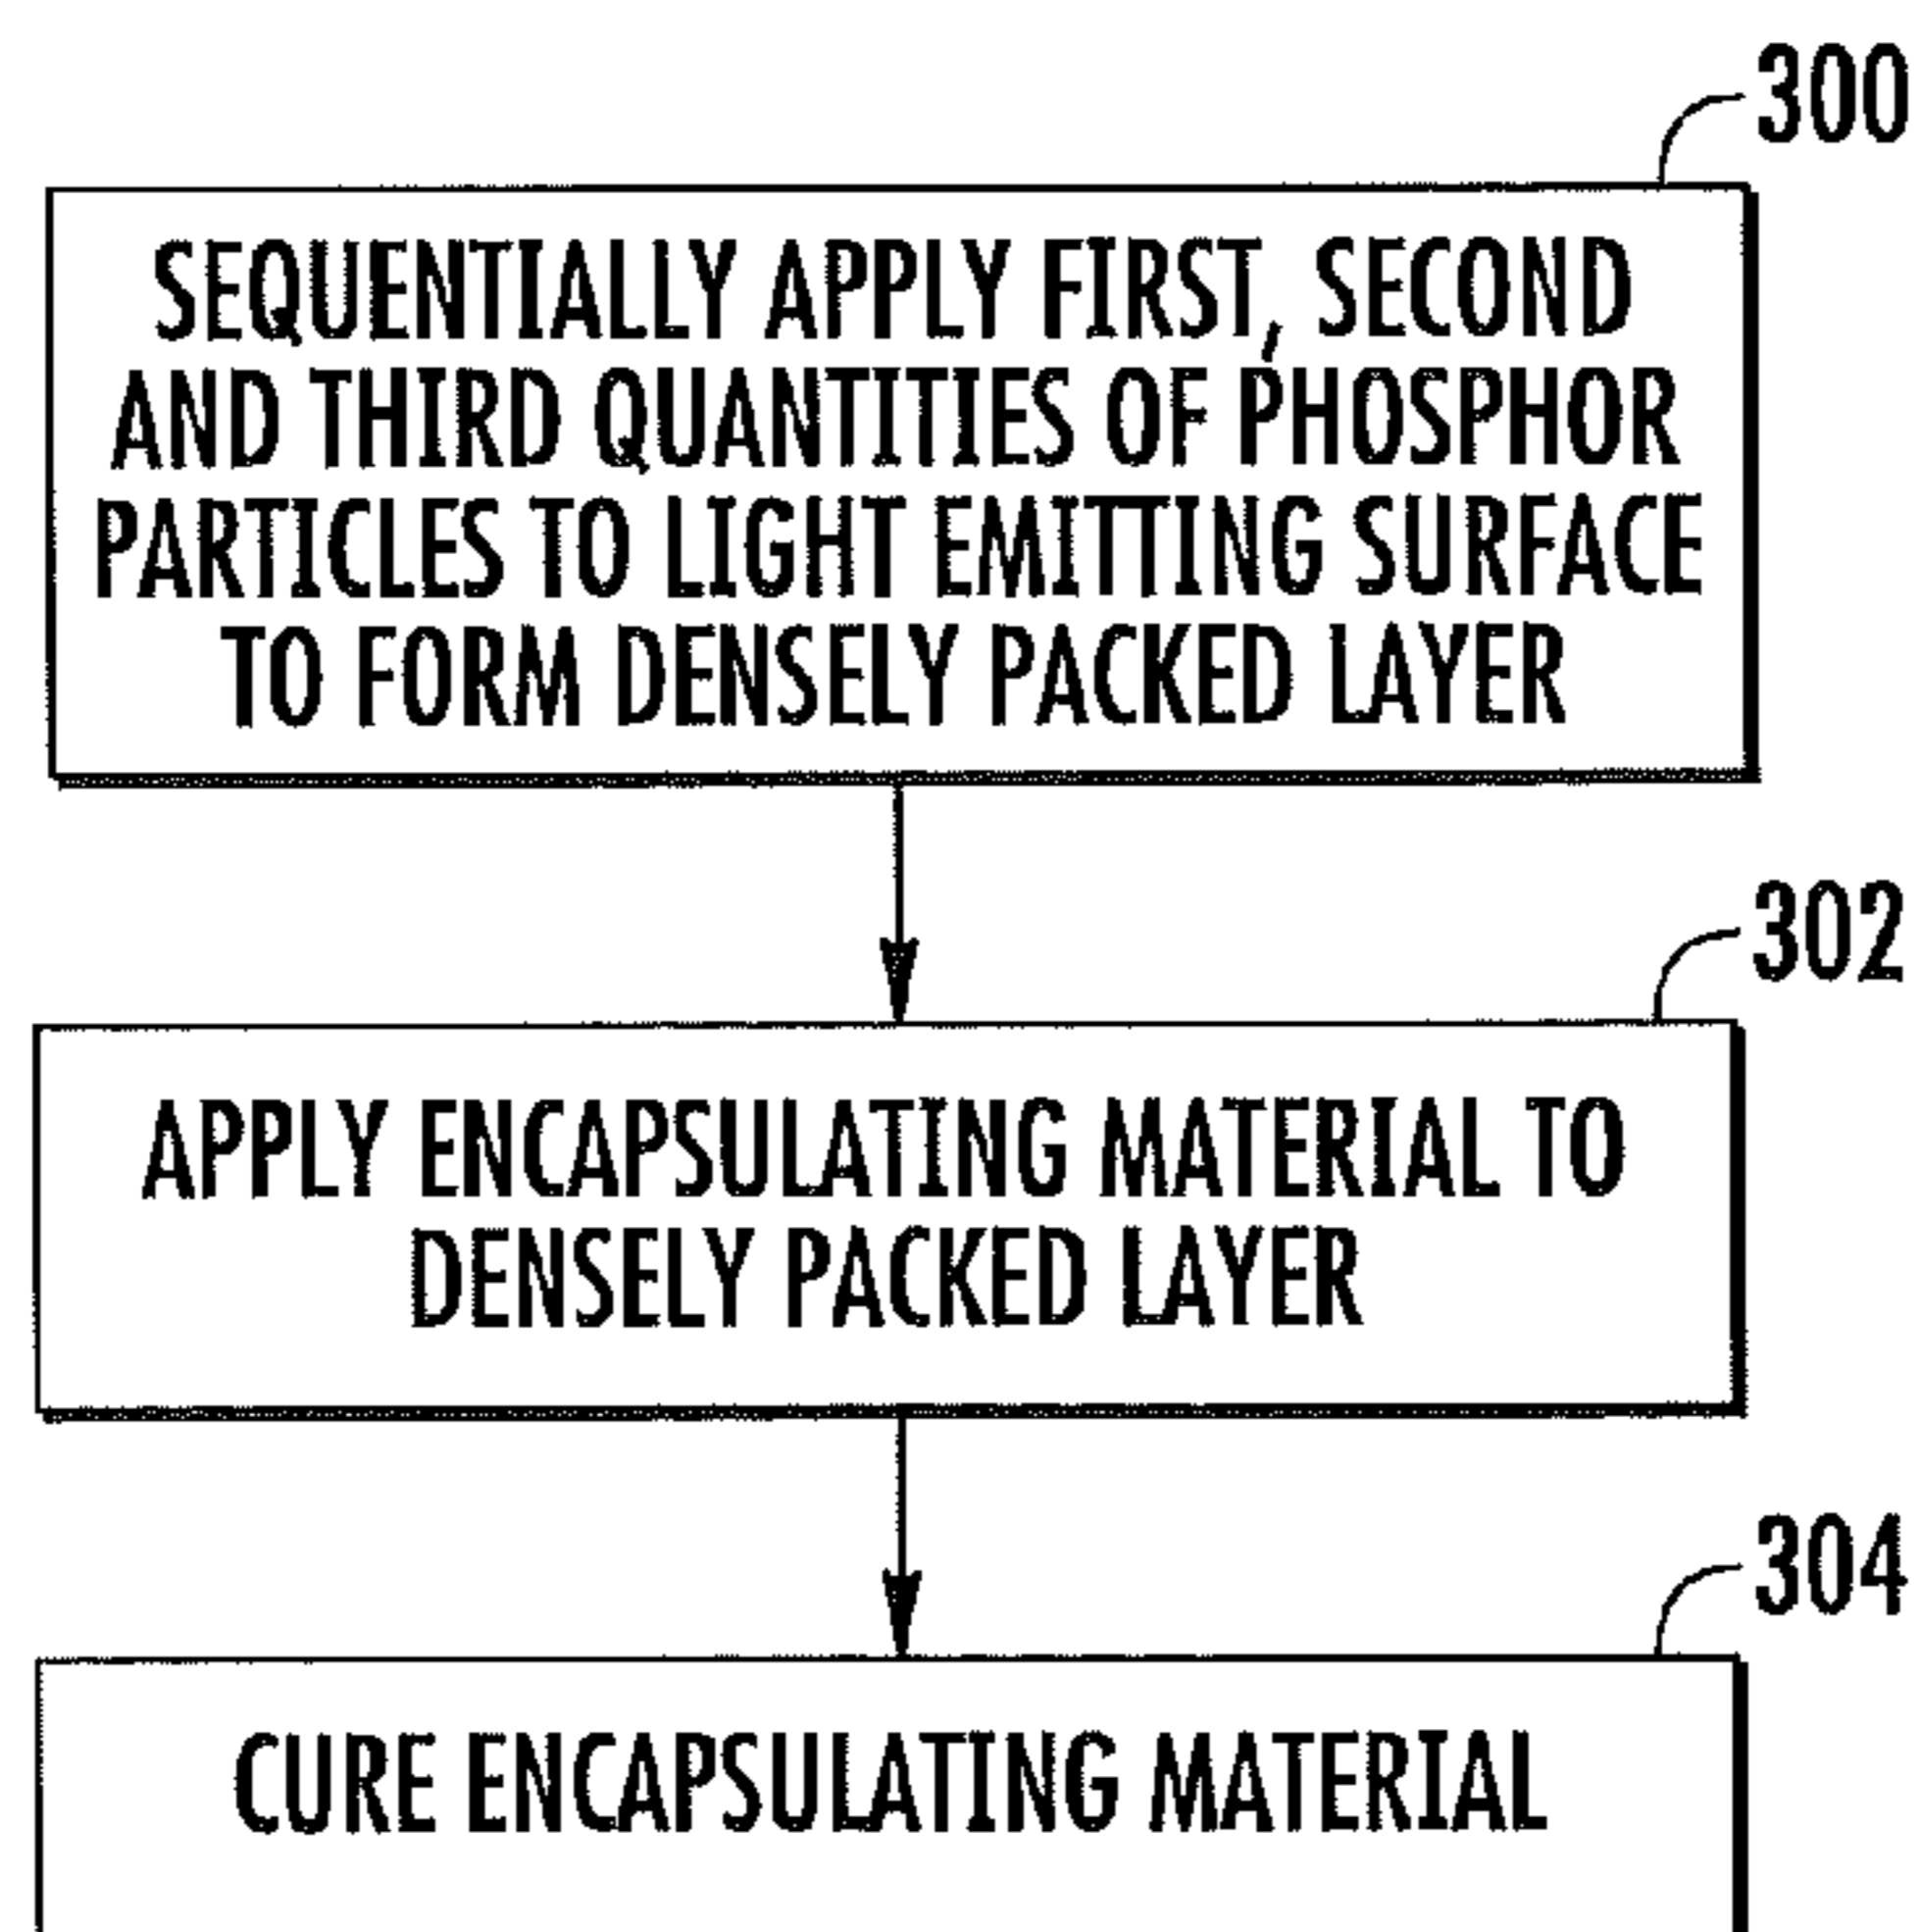 300
SEQUENTIALLY APPLY FIRST, SECOND
AND THIRD QUANTITIES OF PHOSPHOR
PARTICLES TO LIGHT EMITTING SURFACE
TO FORM DENSELY PACKED LAYER
302
APPLY ENCAPSULATING MATERIAL TO
DENSELY PACKED LAYER
304
CURE ENCAPSULATING MATERIAL